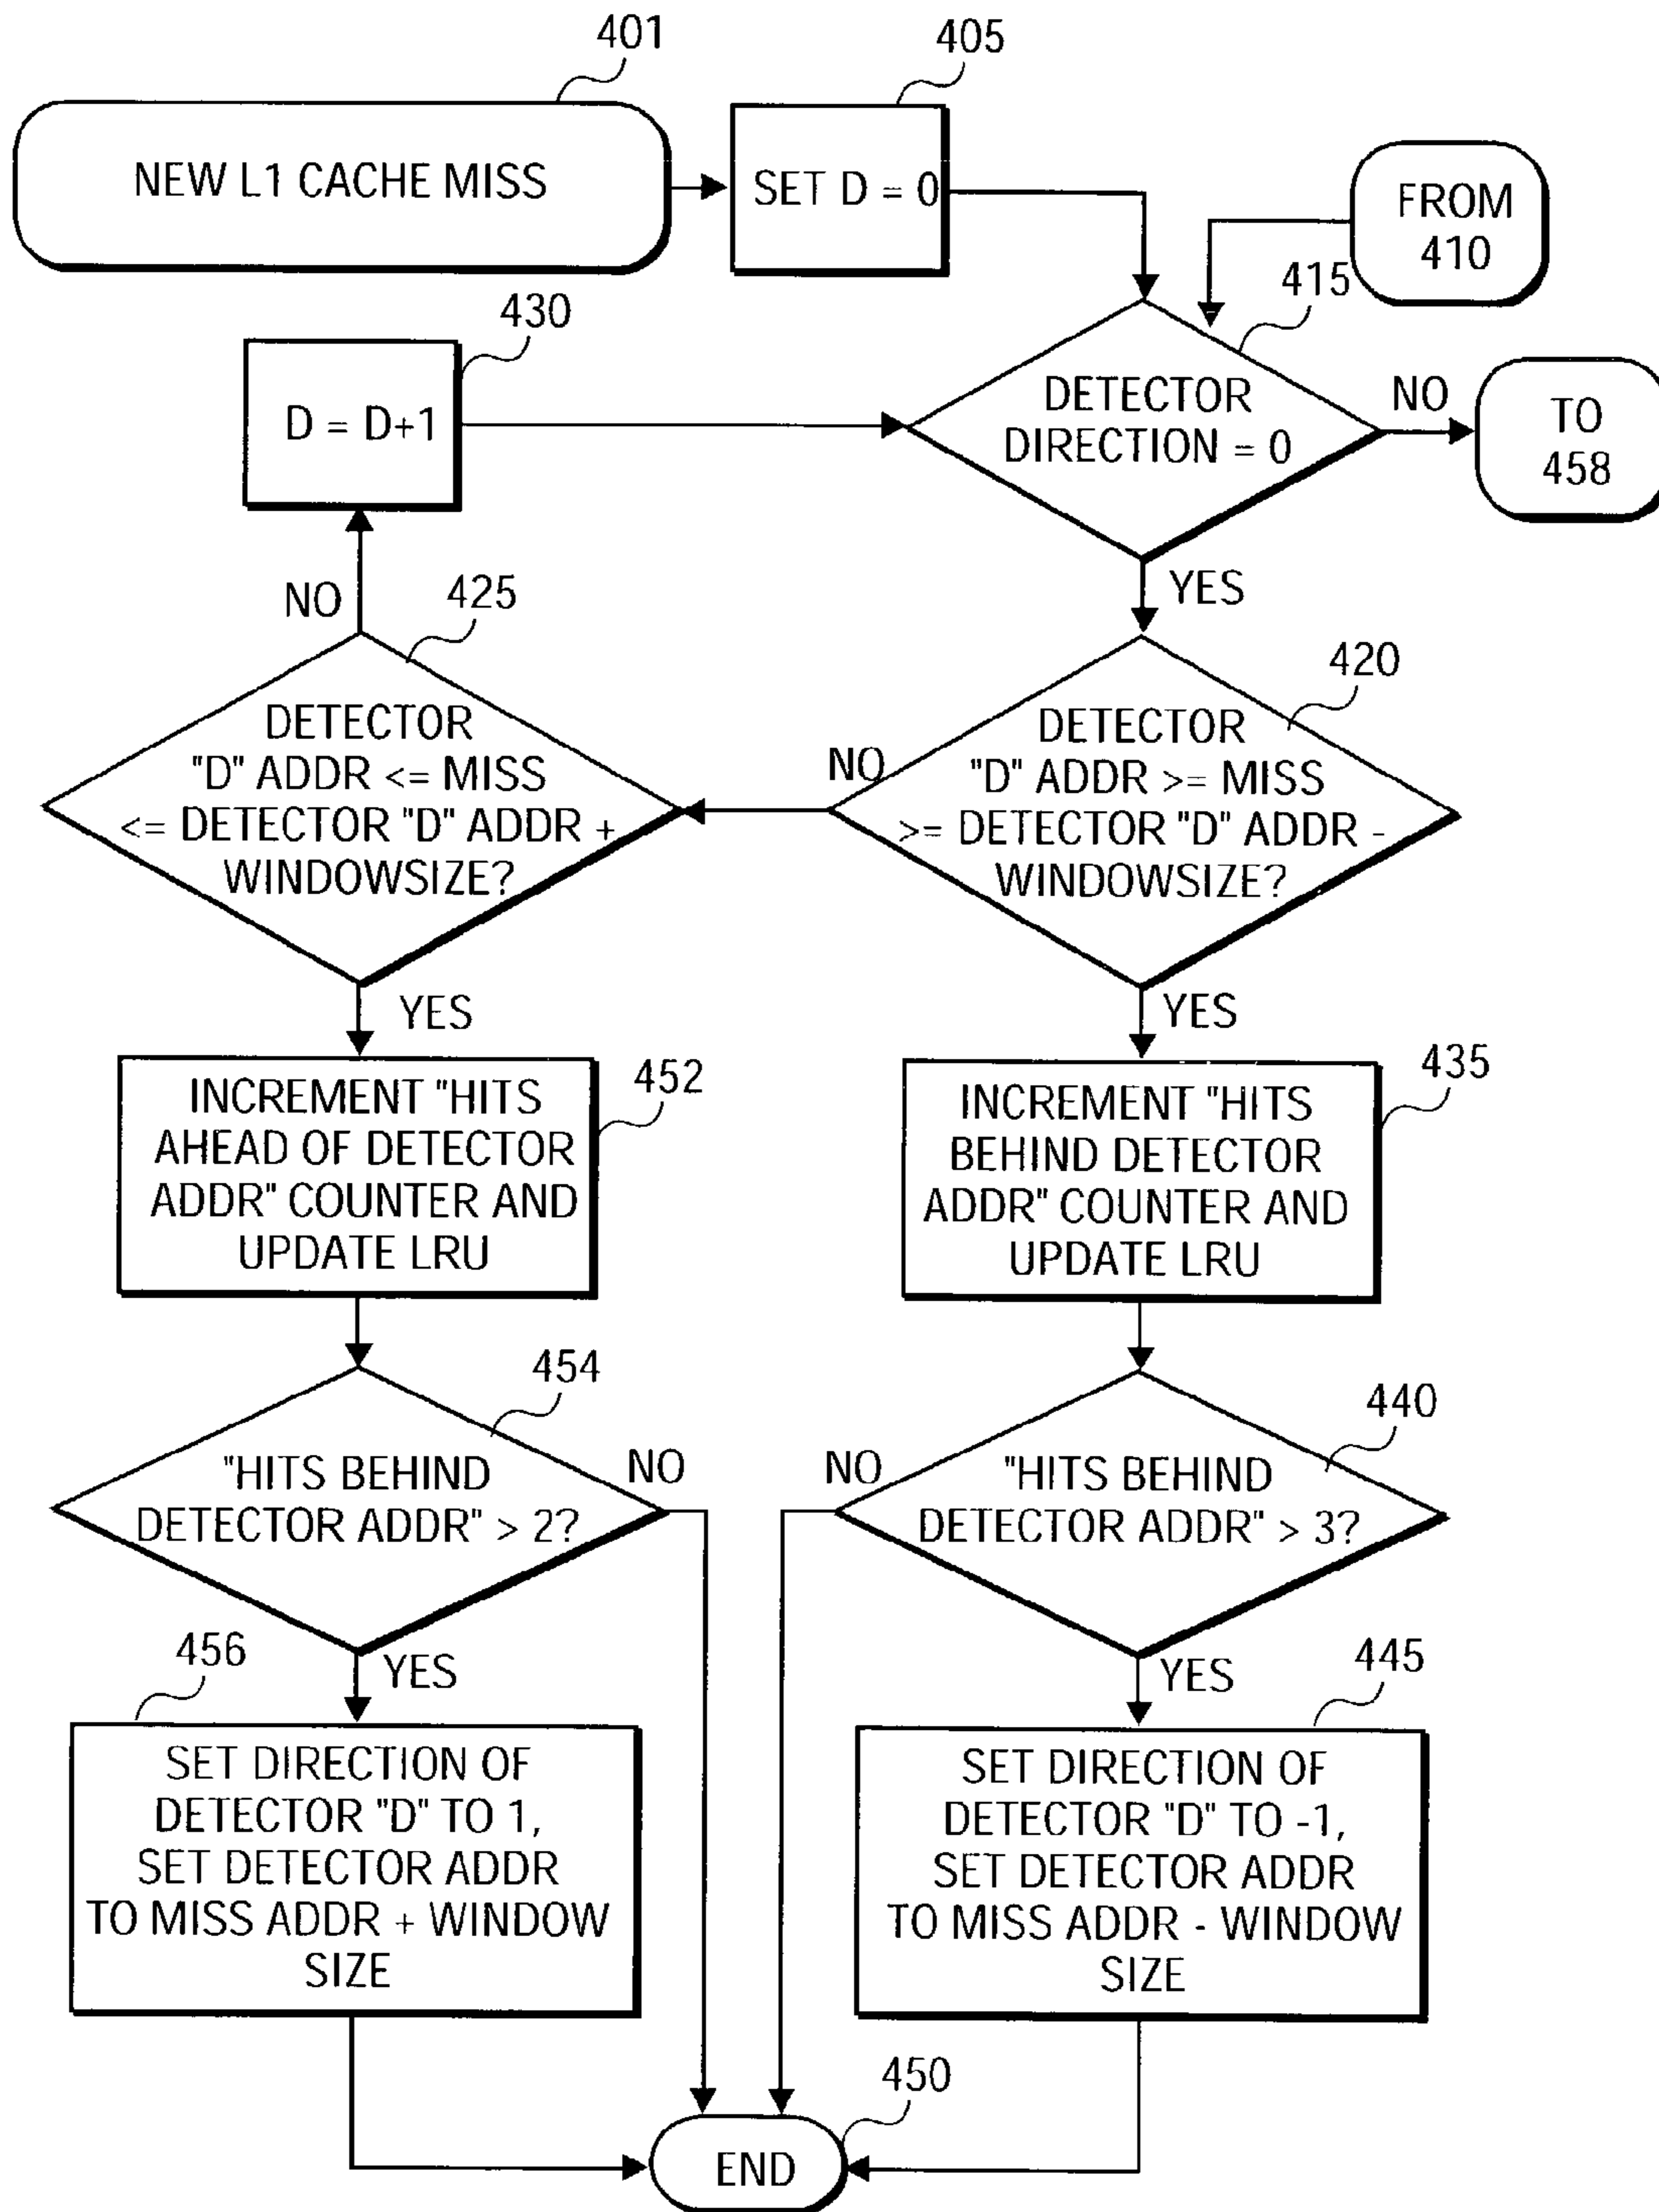 401
405
NEW L1 CACHE MISS
SET D = 0
FROM
410
415
430
D = D+1
DETECTOR
DIRECTION = 0
NO
TO
458
YES
NO
425
420
DETECTOR
"D" ADDR <= MISS
<= DETECTOR "D" ADDR +
WINDOWSIZE?
NO
DETECTOR
"D" ADDR >= MISS
>= DETECTOR "D" ADDR -
WINDOWSIZE?
YES
YES
INCREMENT "HITS
AHEAD OF DETECTOR
ADDR" COUNTER AND
UPDATE LRU
452
INCREMENT "HITS
BEHIND DETECTOR
ADDR" COUNTER AND
UPDATE LRU
435
454
440
"HITS BEHIND
DETECTOR ADDR" > 2?
NO
NO
"HITS BEHIND
DETECTOR ADDR" > 3?
456
YES
YES
445
SET DIRECTION OF
DETECTOR "D" TO 1,
SET DETECTOR ADDR
TO MISS ADDR + WINDOW
SIZE
SET DIRECTION OF
DETECTOR "D" TO -1,
SET DETECTOR ADDR
TO MISS ADDR - WINDOW
SIZE
450
END